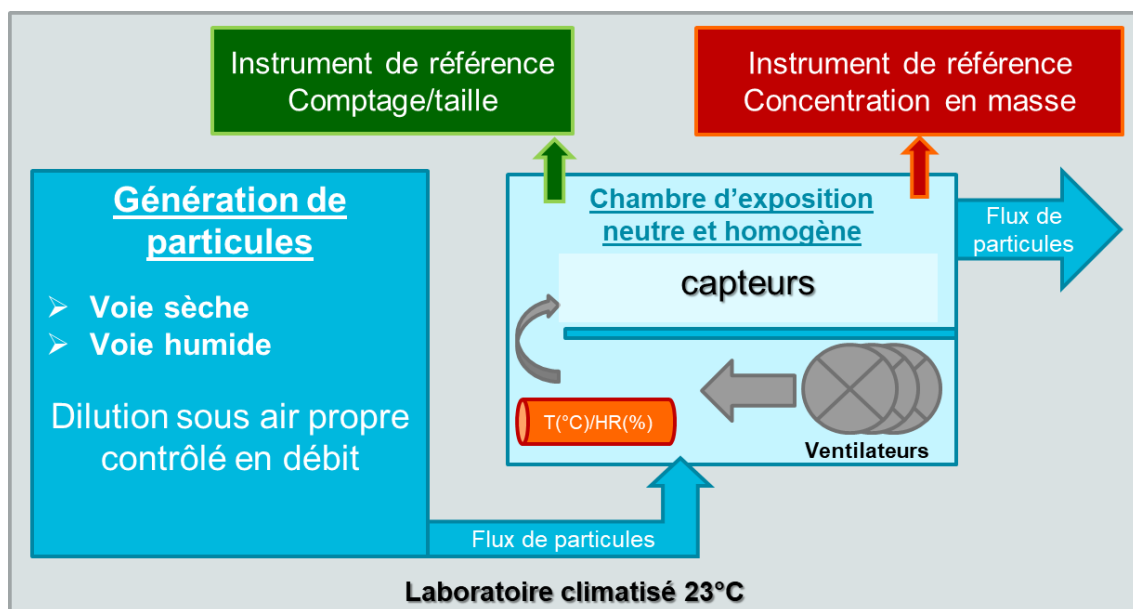 Instrument de référence
Comptage/taille
Instrument de référence
Concentration en masse
Génération de
particules
Voie sèche
Voie humide
Dilution sous air propre
contrôlé en débit
Chambre d'exposition
neutre et homogène
capteurs
T(°C)/HR(%)
Ventilateurs
Flux de
particules
Flux de particules
Laboratoire climatisé 23°C